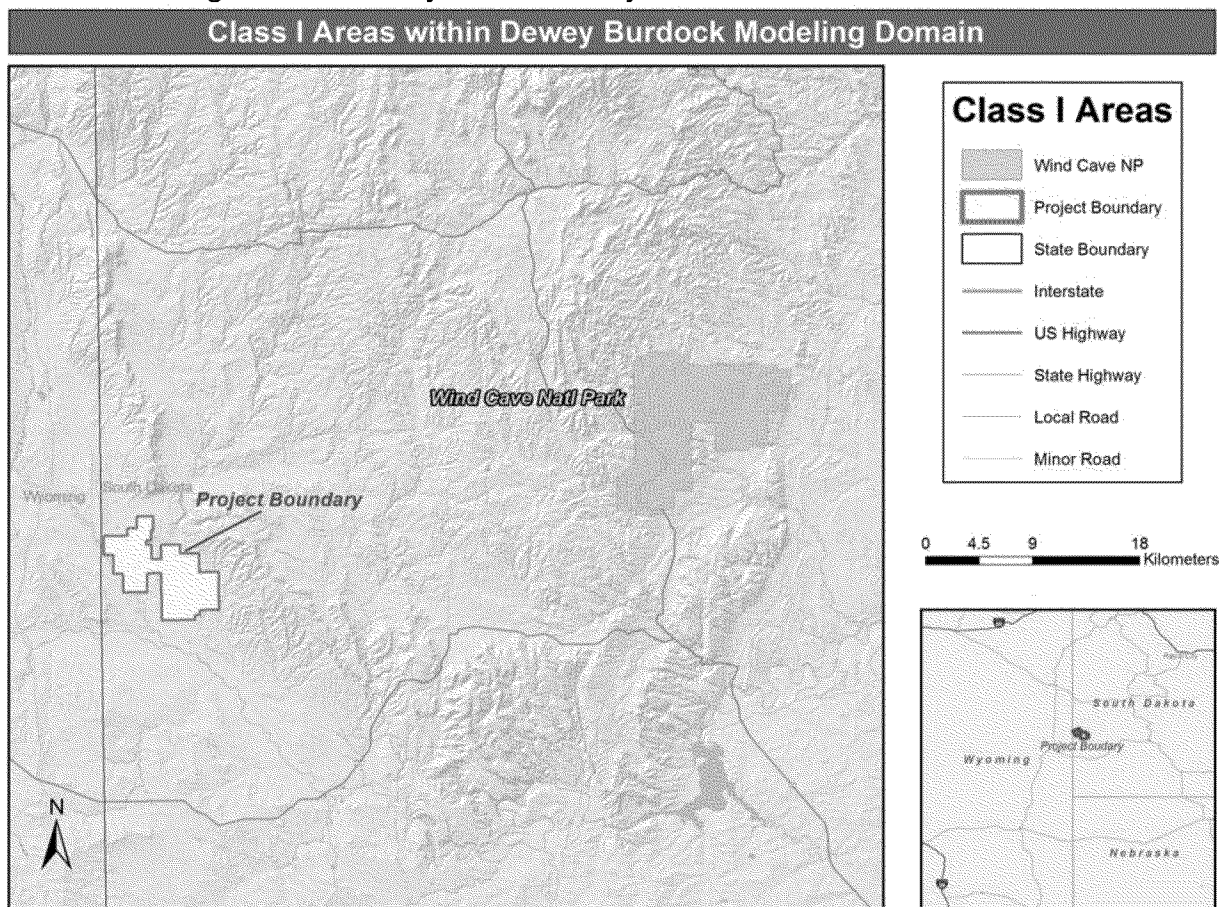 Class I Areas within Dewey Burdock Modeling Domain
Wind Cave Natl Park
Wyoming
South Dakota
Project Boundary
N
Class I Areas
Wind Cave NP
Project Boundary
State Boundary
Interstate
US Highway
State Highway
Local Road
Minor Road
0 4.5 9 18
Kilometers
South Dakota
Project Boudary
Wyoming
Nebraska